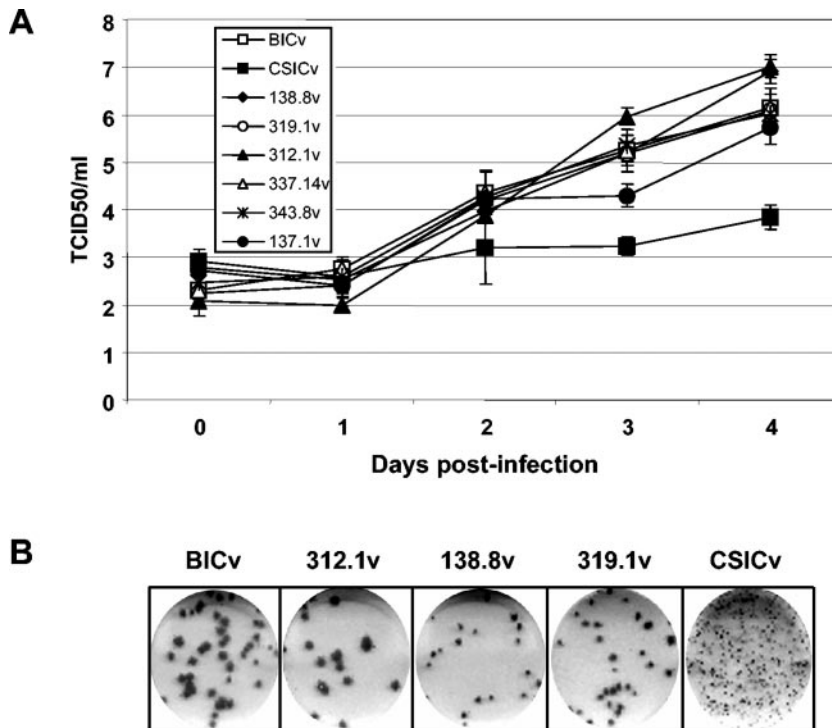 A
8
7
6
5
4
3
2
1
0
TCID50/ml
BICv
CSICv
138.8v
319.1v
312.1v
337.14v
343.8v
137.1v
0 1 2 3 4
Days post-infection
B
BICv 312.1v 138.8v 319.1v CSICv